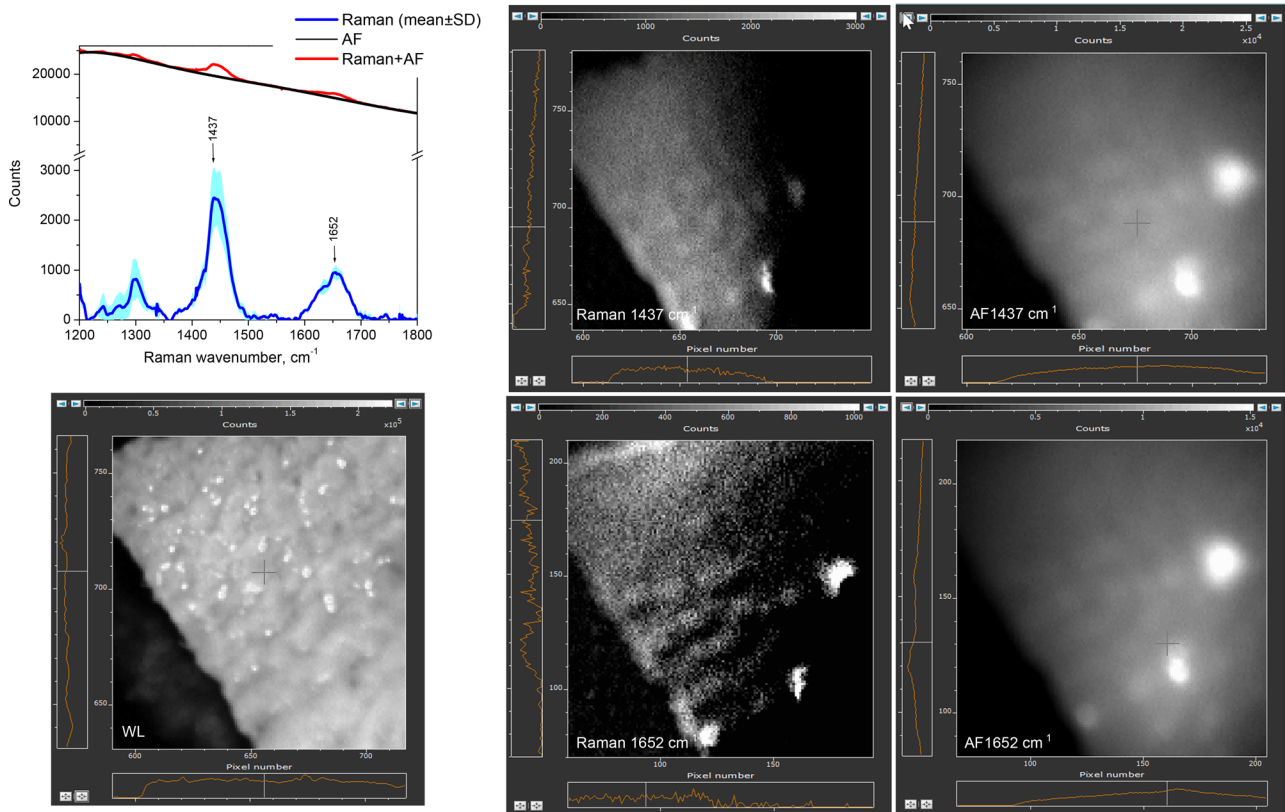 Raman (mean±SD)
AF
Raman+AF
20000
10000
3000
2000
1000
0
Counts
1437
1652
1200 1300 1400 1500 1600 1700 1800
Raman wavenumber, cm⁻¹
0 1000 2000 3000
Counts
750
700
650
Raman 1437 cm⁻¹
600 700
Pixel number
0 0.5 1 1.5 2 2.5
Counts
x10⁴
750
700
650
AF1437 cm⁻¹
600 650 700
Pixel number
0 0.5 1 1.5 2
Counts
x10⁵
750
700
650
WL
600 650 700
Pixel number
0 200 400 600 800 1000
Counts
200
150
100
Raman 1652 cm⁻¹
100 150
Pixel number
0 0.5 1 1.5
Counts
x10⁴
200
150
100
AF1652 cm⁻¹
100 150 200
Pixel number